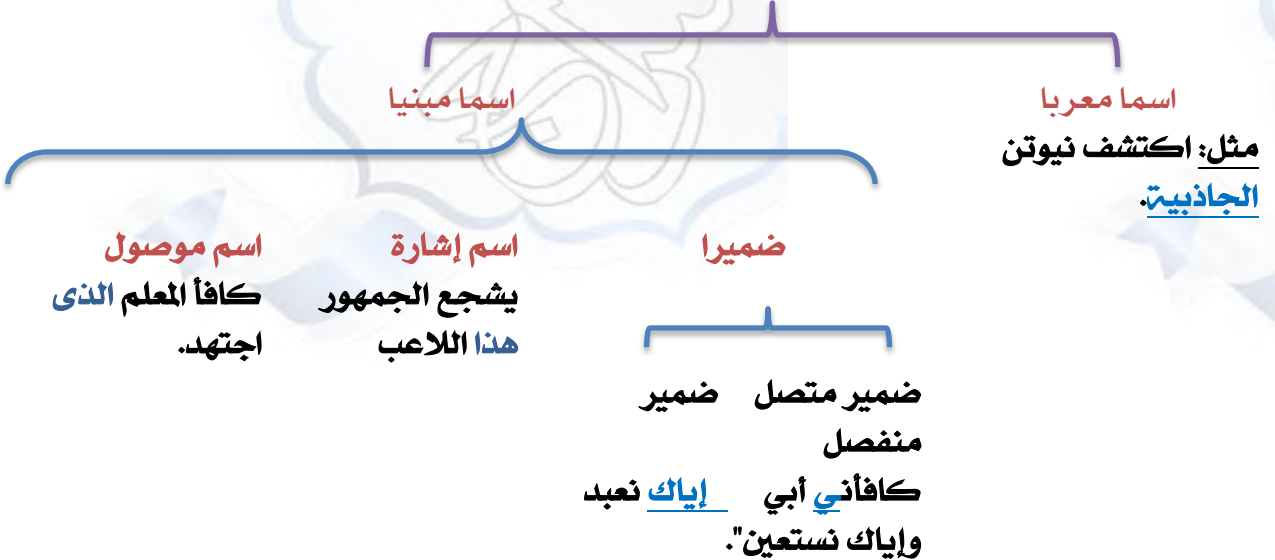 اسما معربا
مثل: اكتشف نيوتن
الجاذبية.
اسما مبنيا
ضميرا
ضمير متصل ضمير
منفصل
كافأني أبي إياك نعبد
وإياك نستعين".
اسم إشارة
يشجع الجمهور
هذا اللاعب
اسم موصول
كافأ المعلم الذى
اجتهد.